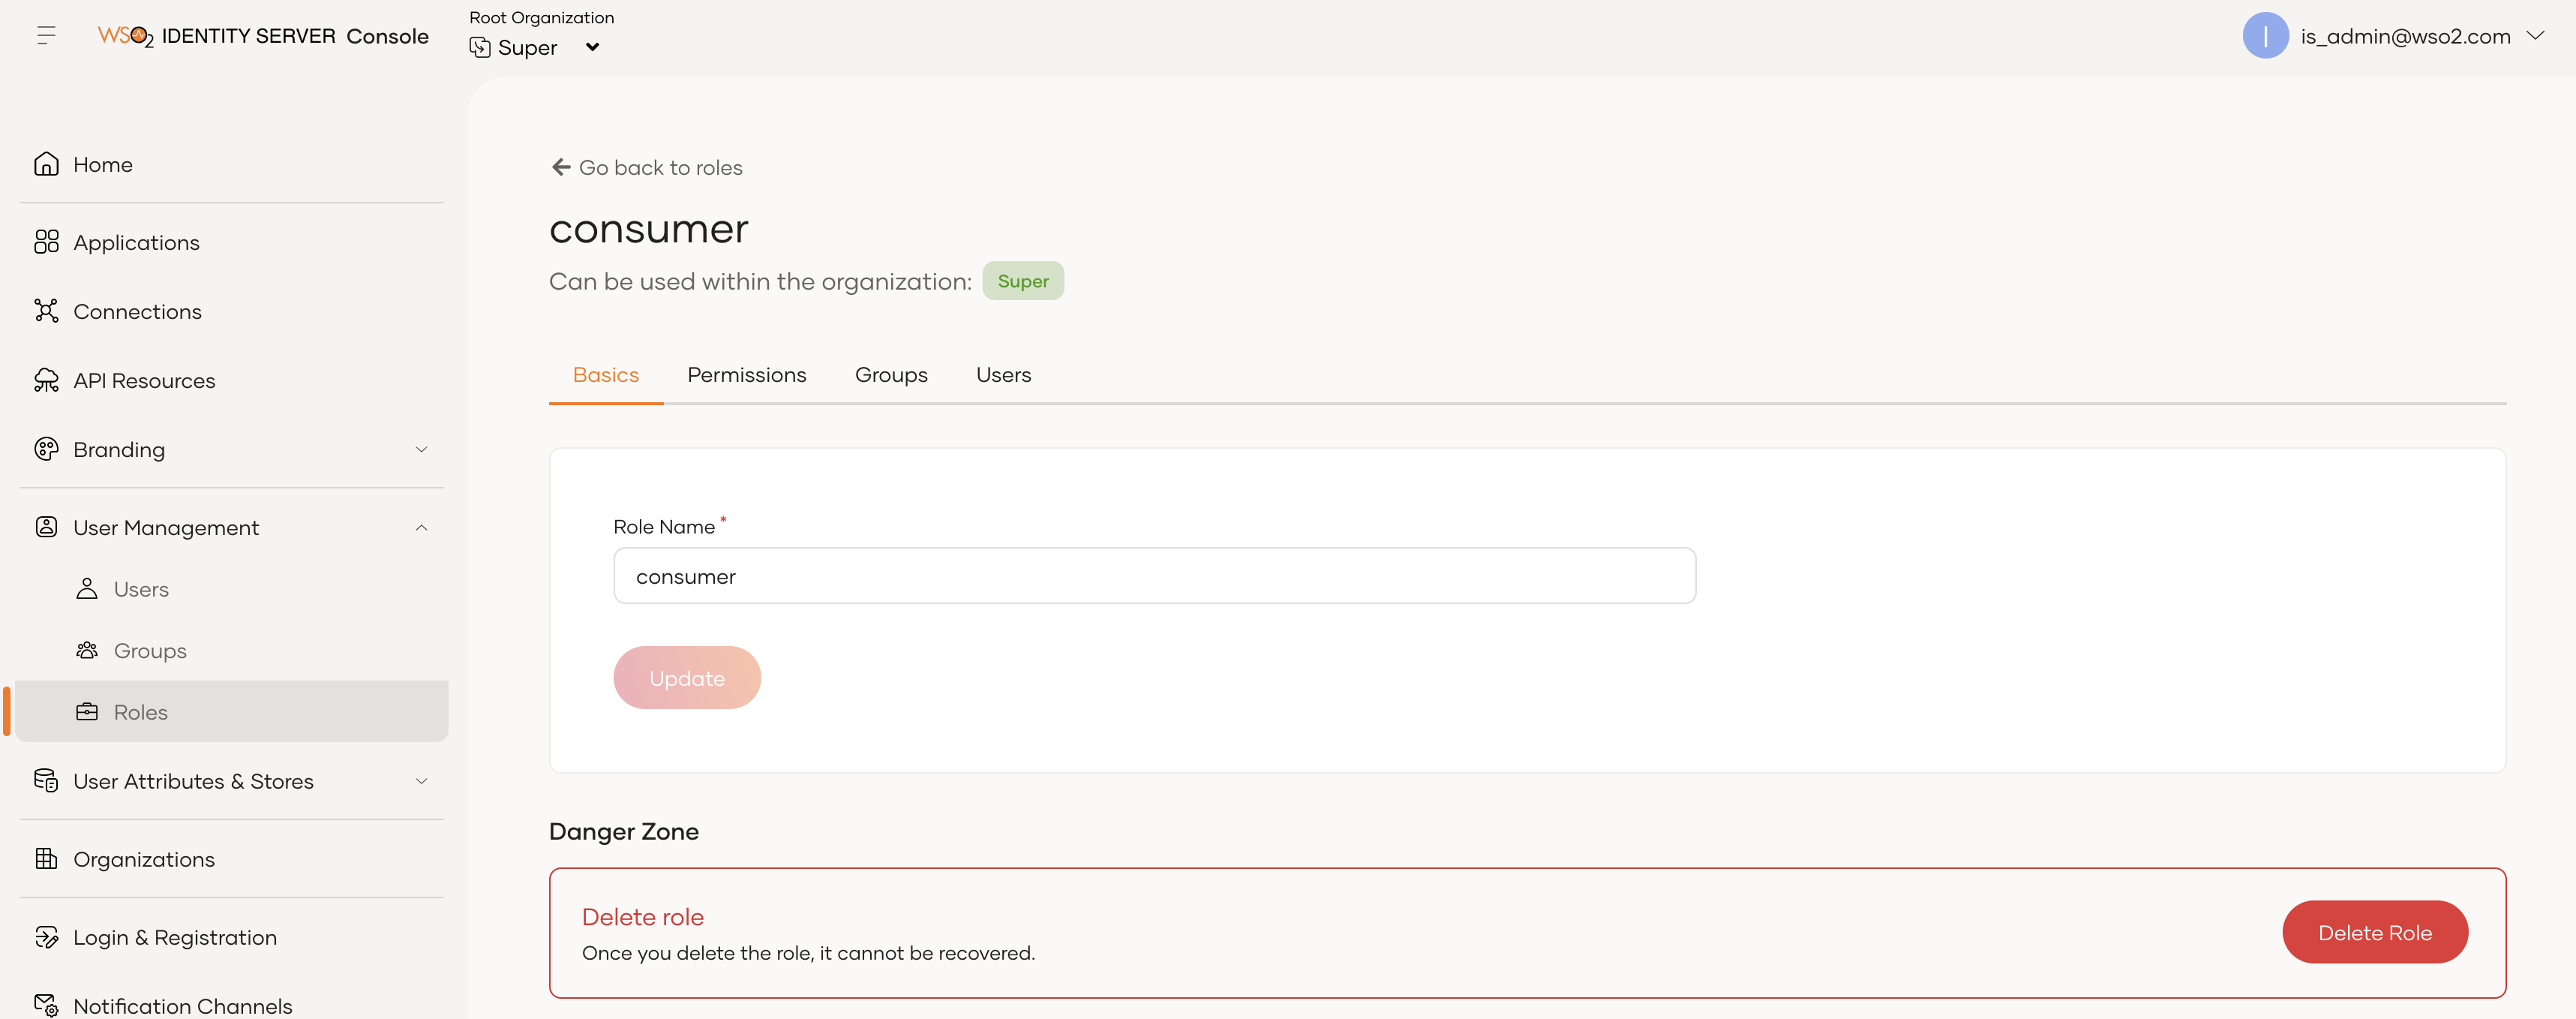 WSO2 IDENTITY SERVER Console
Root Organization
Super
is_admin@wso2.com
I
Home
Applications
Connections
API Resources
Branding
User Management
Users
Groups
Roles
User Attributes & Stores
Organizations
Login & Registration
Notification Channels
Go back to roles
consumer
Can be used within the organization: Super
Basics Permissions Groups Users
Role Name *
consumer
Update
Danger Zone
Delete role
Once you delete the role, it cannot be recovered.
Delete Role